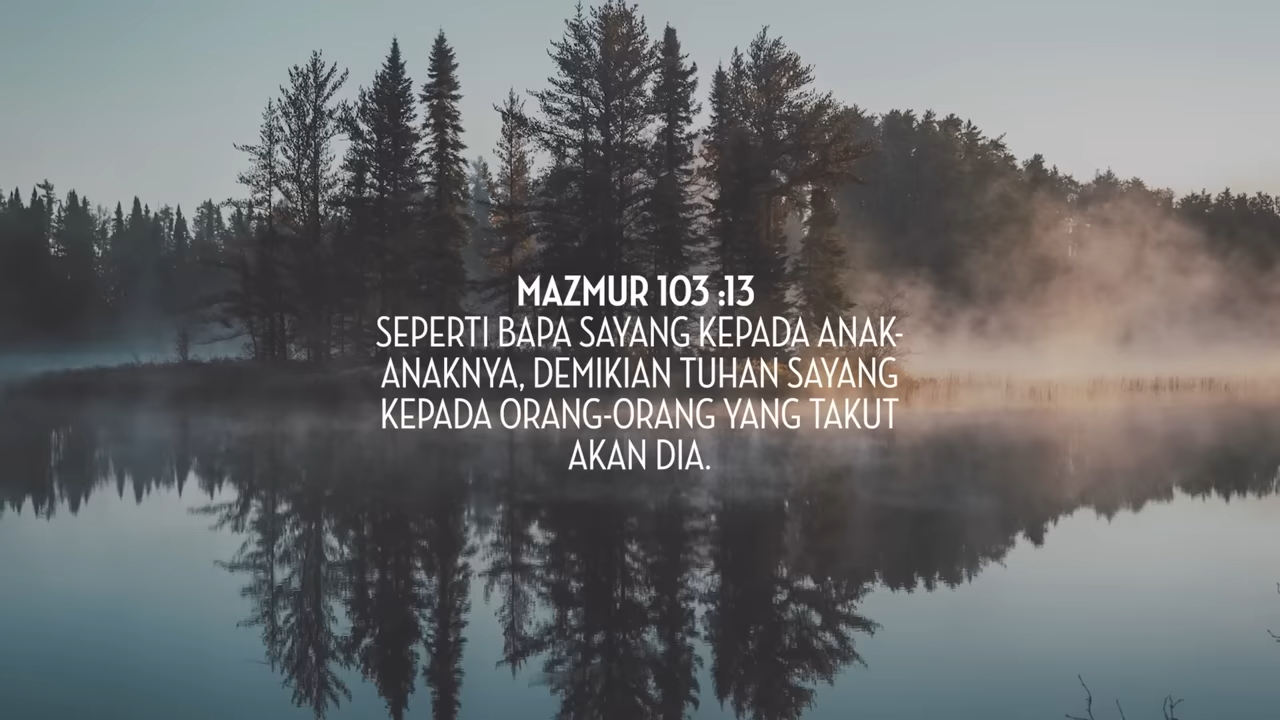 MAZMUR 103 :13
SEPERTI BAPA SAYANG KEPADA ANAK-
ANAKNYA, DEMIKIAN TUHAN SAYANG
KEPADA ORANG-ORANG YANG TAKUT
AKAN DIA.